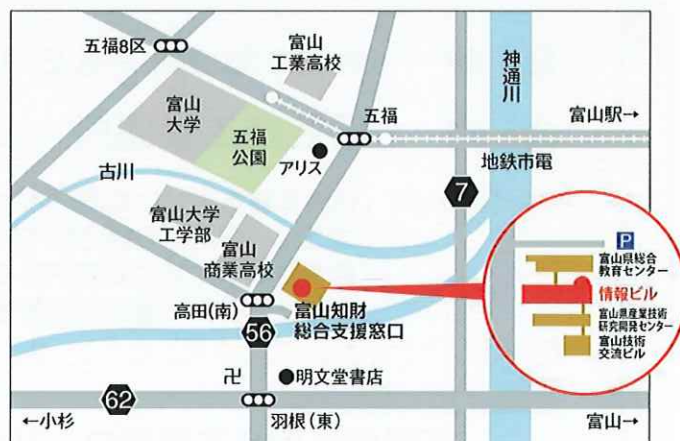 五福8区
富山
工業高校
神通川
富山
大学
五福
公園
五福
富山駅→
アリス
地鉄市電
古川
7
富山大学
工学部
富山
商業高校
P
富山県総合
教育センター
情報ビル
富山県産業技術
研究開発センター
富山技術
交流ビル
高田(南)
富山知財
総合支援窓口
56
卍
明文堂書店
62
←小杉
羽根(東)
富山→